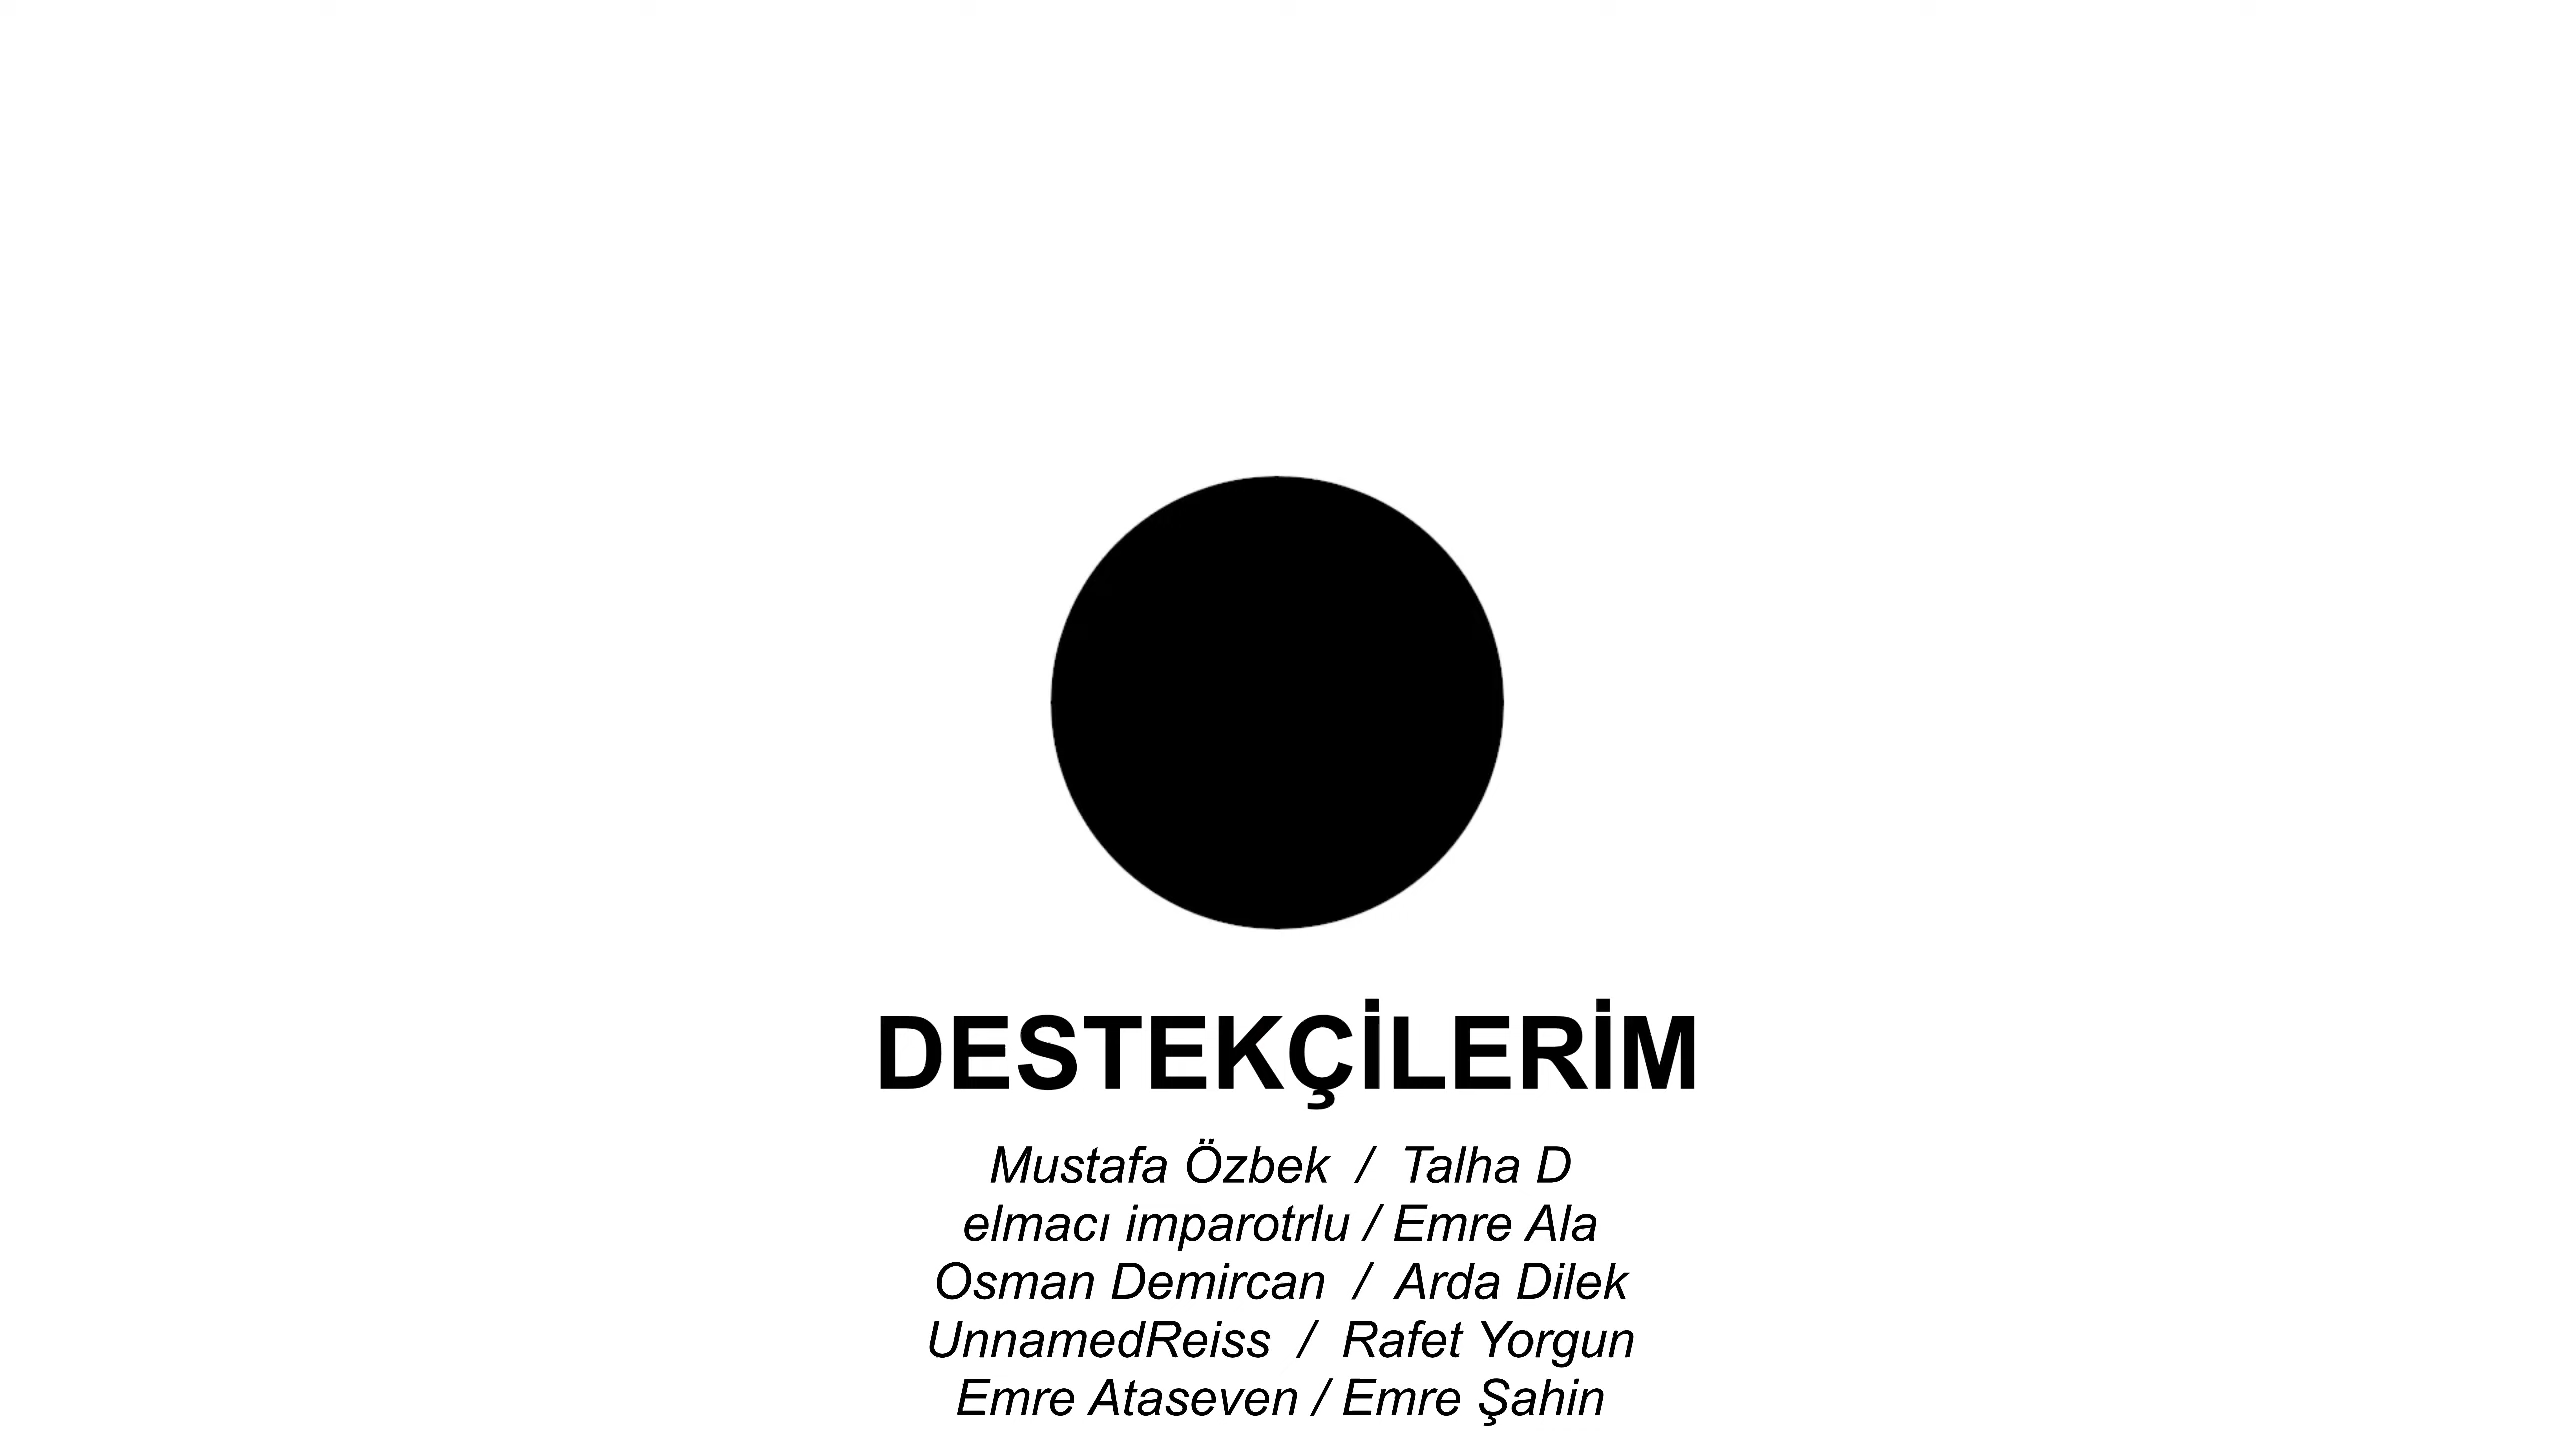 DESTEKÇİLERİM
Mustafa Özbek / Talha D
elmacı imparotrlu / Emre Ala
Osman Demircan / Arda Dilek
UnnamedReiss / Rafet Yorgun
Emre Ataseven / Emre Şahin